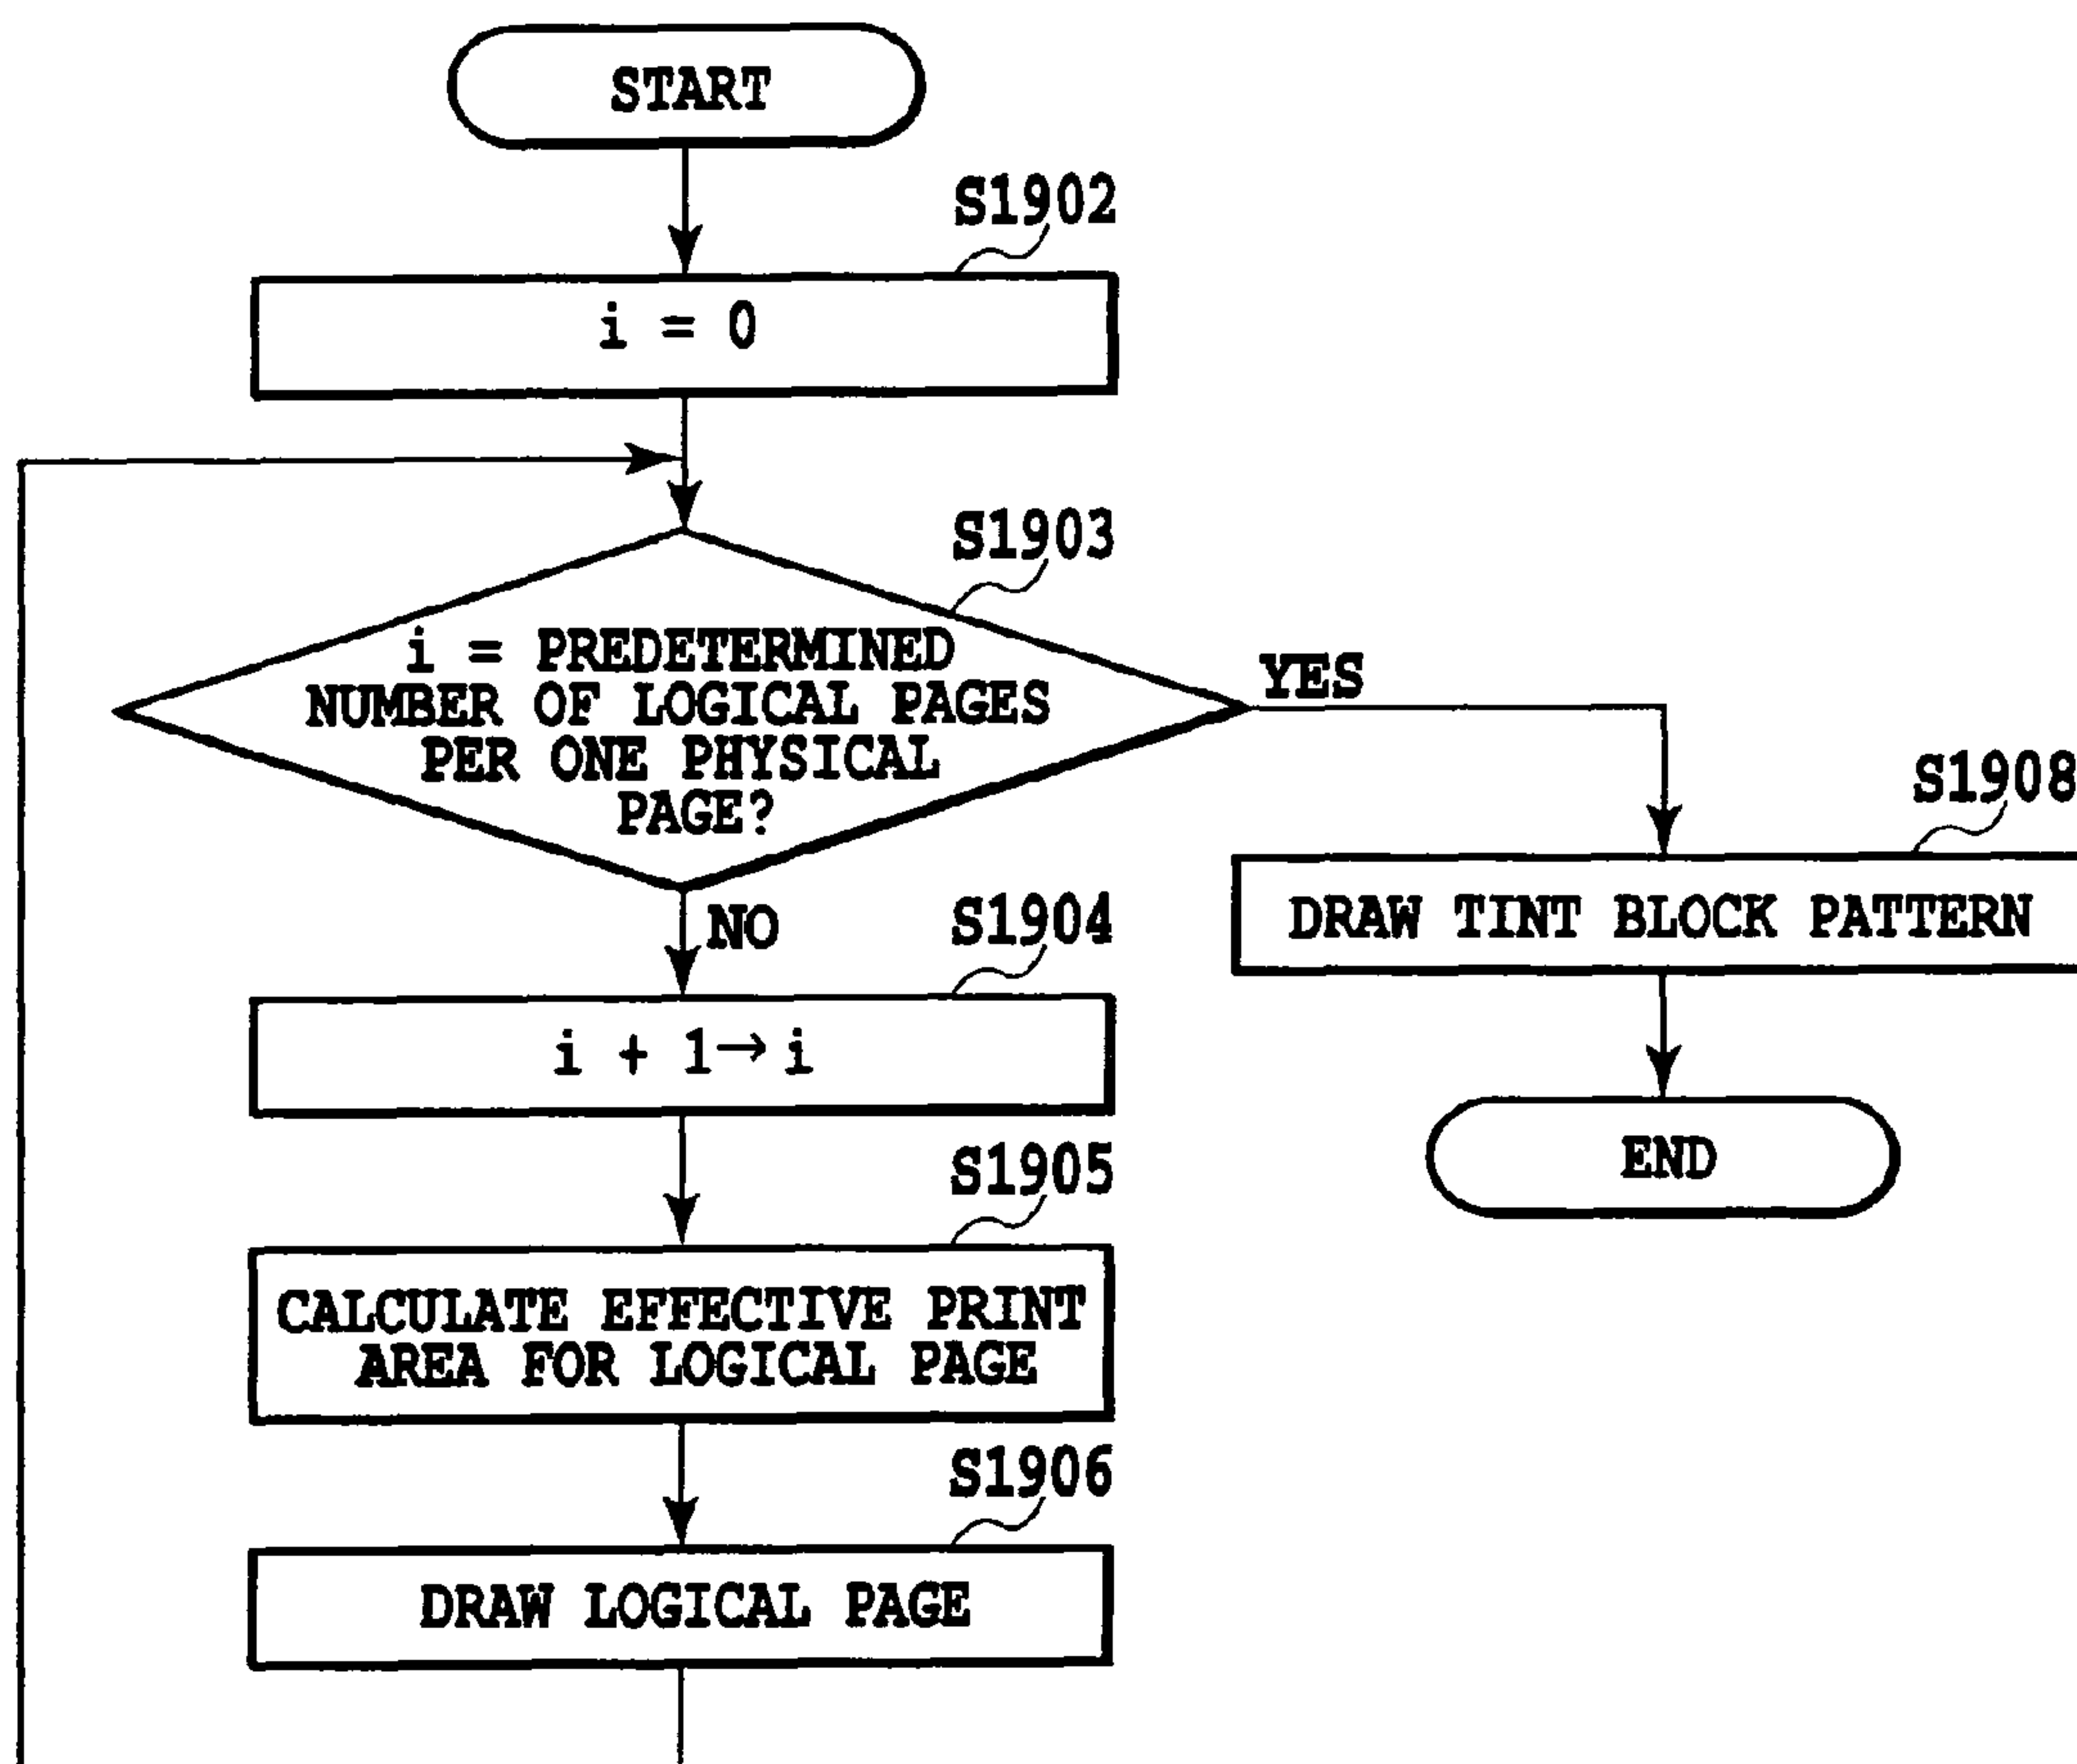 START
S1902
i = 0
S1903
i = PREDETERMINED
NUMBER OF LOGICAL PAGES
PER ONE PHYSICAL
PAGE?
YES
NO
S1904
i + 1→i
S1905
CALCULATE EFFECTIVE PRINT
AREA FOR LOGICAL PAGE
S1906
DRAW LOGICAL PAGE
S1908
DRAW TINT BLOCK PATTERN
END